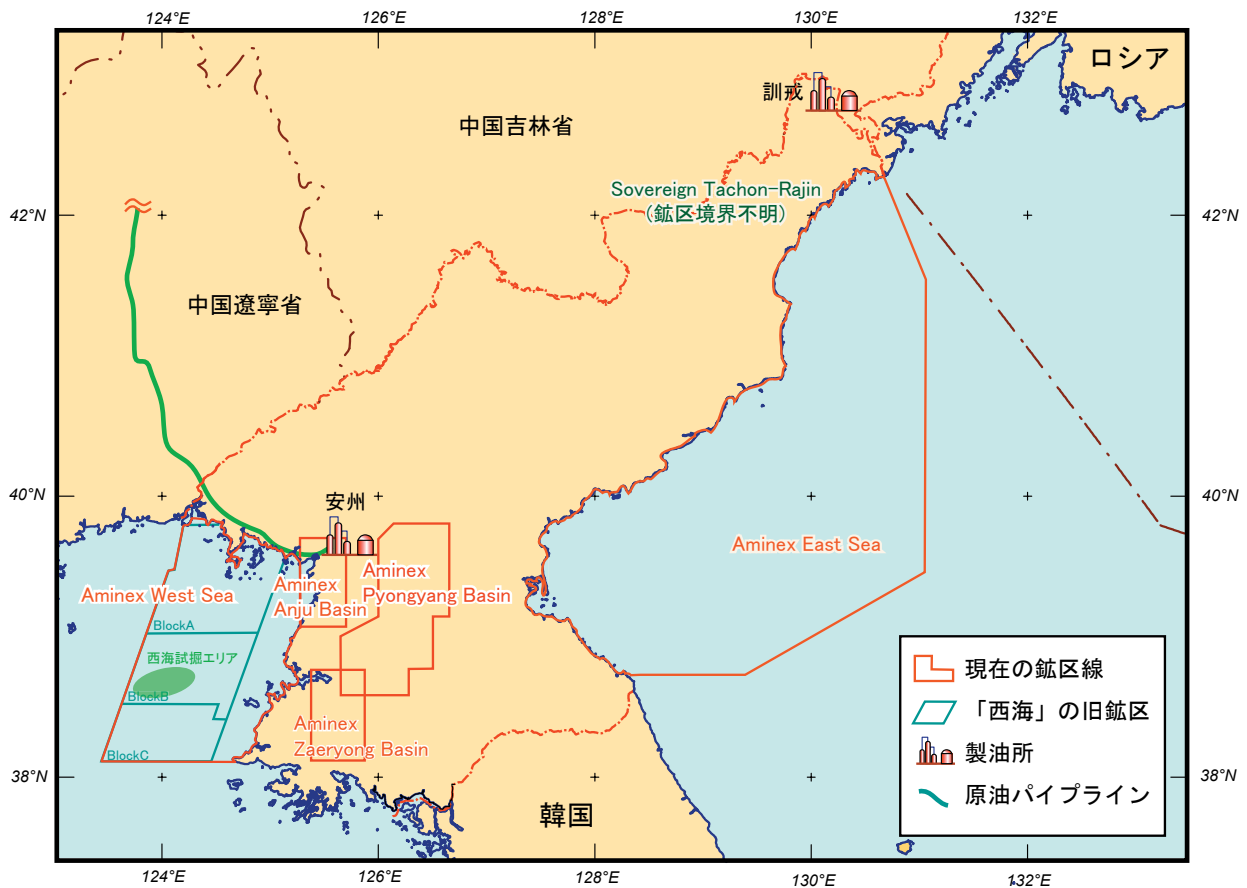 124°E
126°E
128°E
130°E
132°E
ロシア
訓戒
中国吉林省
Sovereign Tachon-Rajin
（鉱区境界不明）
42°N
42°N
中国遼寧省
40°N
40°N
安州
Aminex East Sea
Aminex West Sea
Aminex
Anju Basin
Aminex
Pyongyang Basin
BlockA
西海試掘エリア
BlockB
BlockC
Aminex
Zaeryong Basin
現在の鉱区線
「西海」の旧鉱区
製油所
原油パイプライン
38°N
38°N
韓国
124°E
126°E
128°E
130°E
132°E